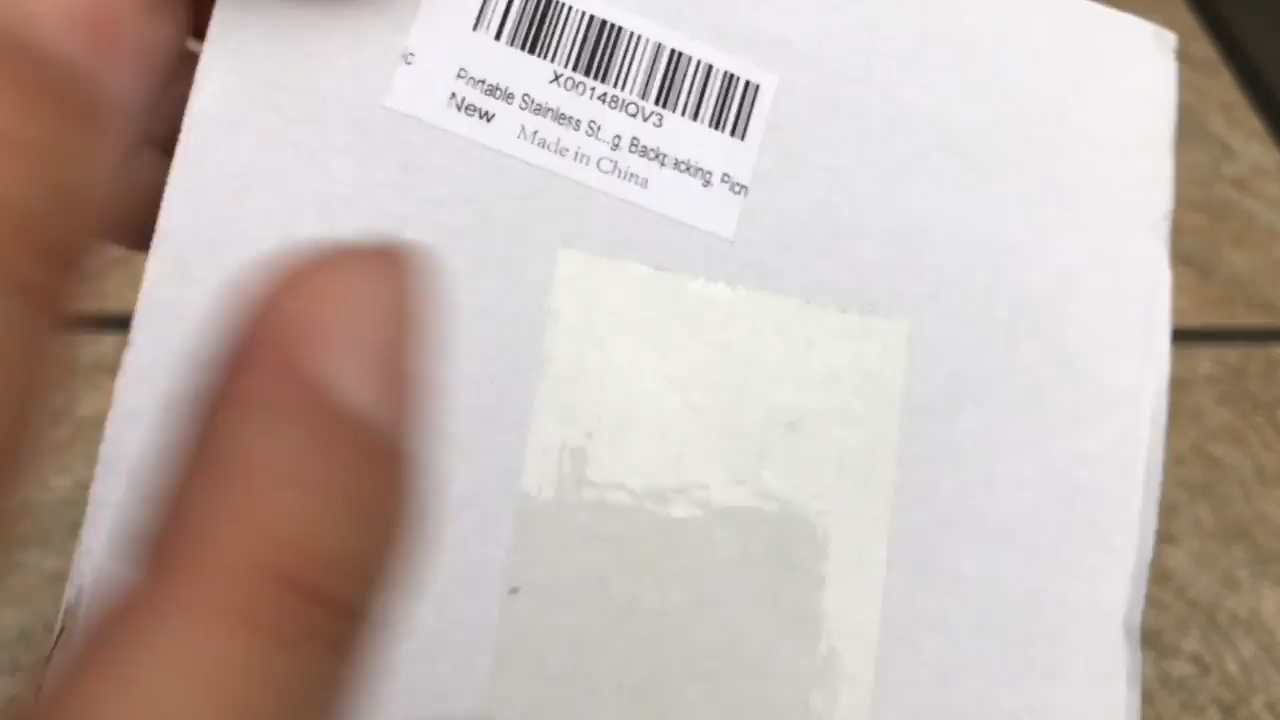 X00148IQV3
Portable Stainless St...g, Backpacking, Picn
New
Made in China